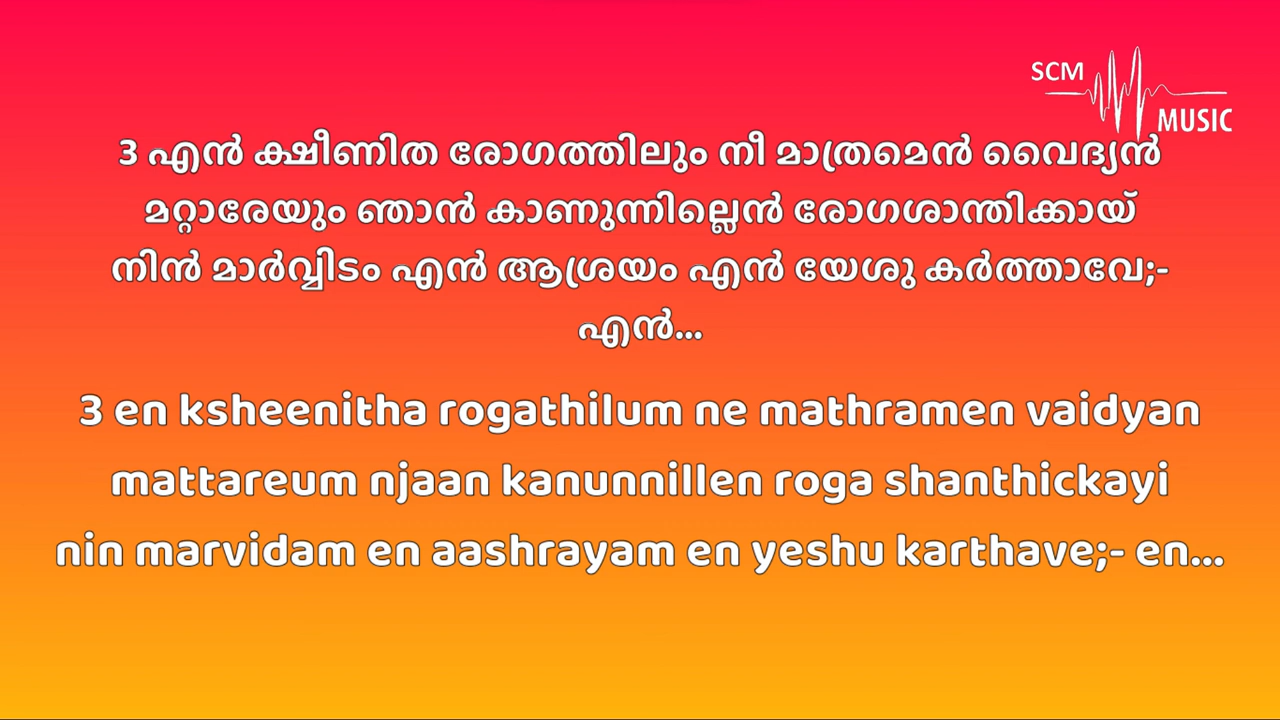 SCM
MUSIC
3 എൻ ക്ഷീണിത രോഗത്തിലും നീ മാത്രമെൻ വൈദ്യൻ
മറ്റാരേയും ഞാൻ കാണുന്നില്ലെൻ രോഗശാന്തിക്കായ്
നിൻ മാർവ്വിടം എൻ ആശ്രയം എൻ യേശു കർത്താവേ;-
എൻ...
3 en ksheenitha rogathilum ne mathramen vaidyan
mattareum njaan kanunnillen roga shanthickayi
nin marvidam en aashrayam en yeshu karthave;- en...